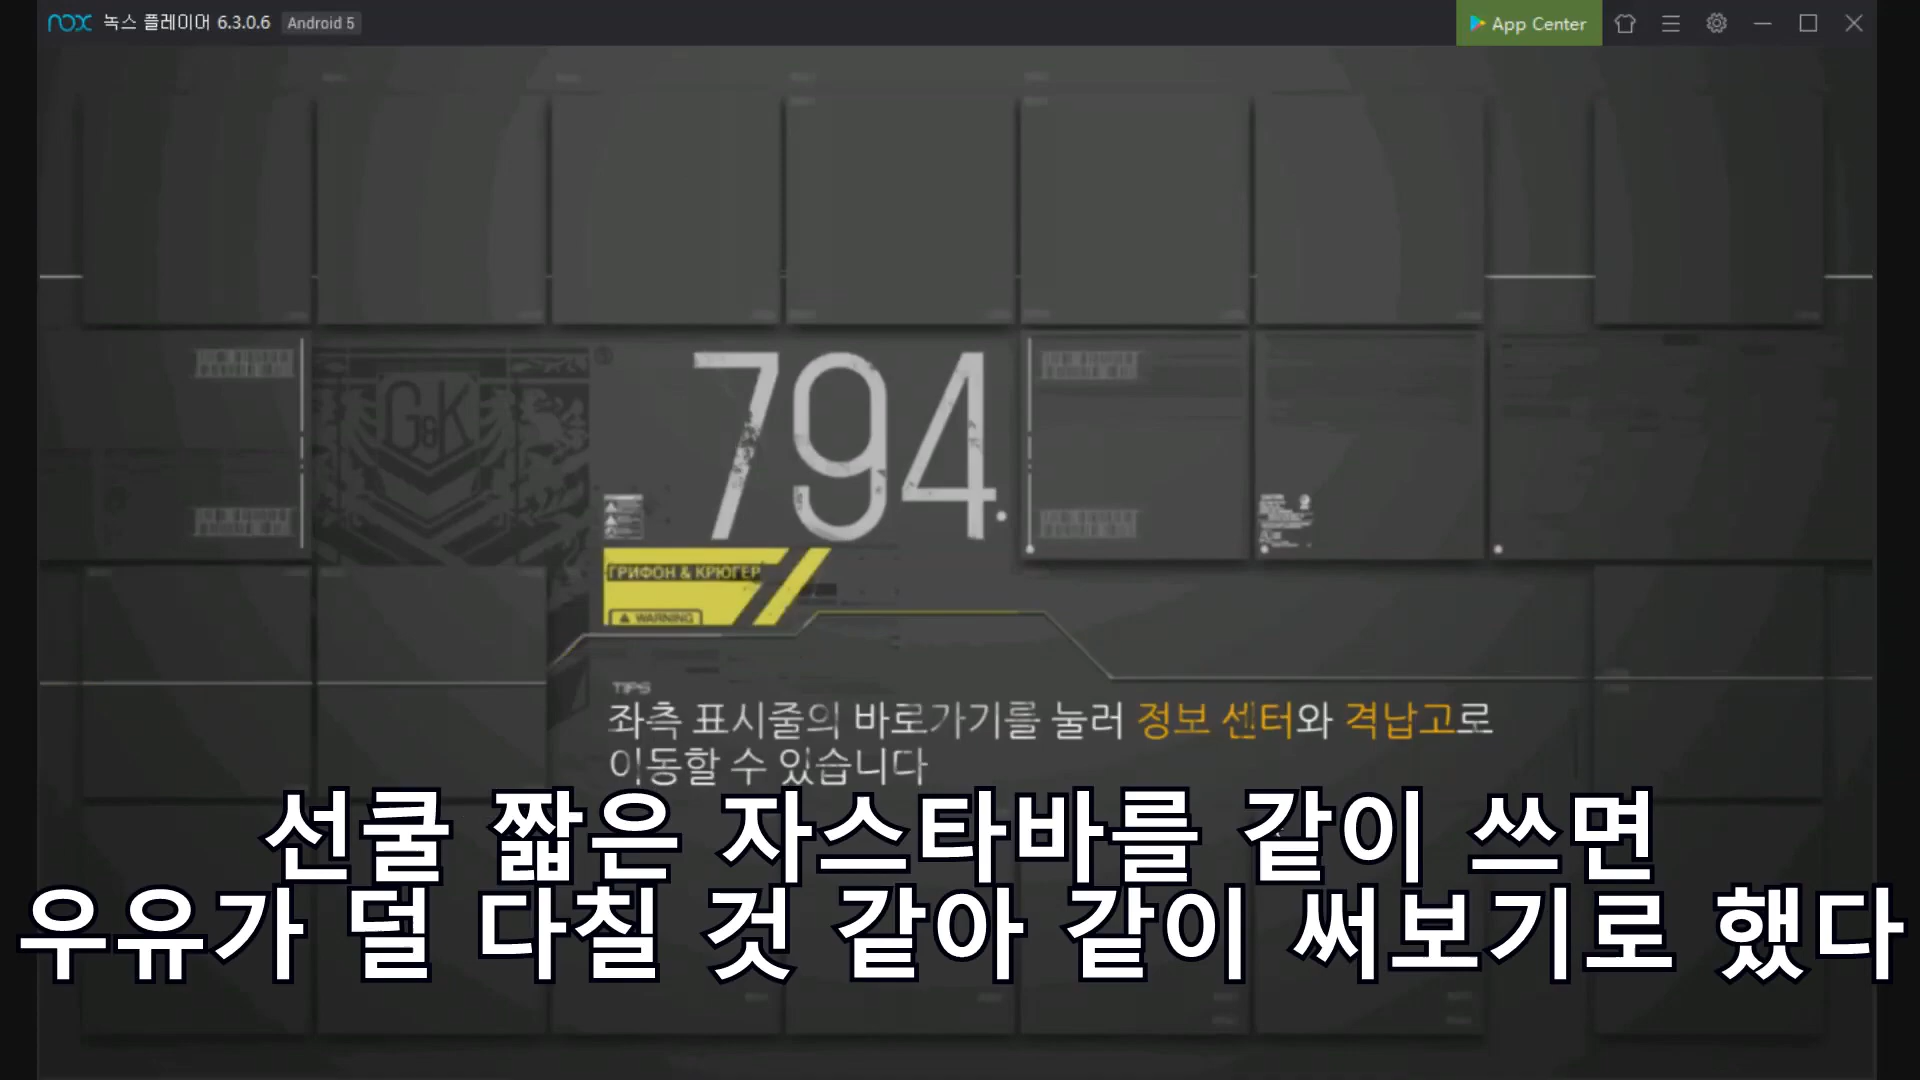 nox 녹스 플레이어 6.3.0.6 Android 5
App Center
G&K
794.
ГРИФОН & КРЮГЕР
WARNING
TIPS
좌측 표시줄의 바로가기를 눌러 정보 센터와 격납고로
이동할 수 있습니다
선쿨 짧은 자스타바를 같이 쓰면
우유가 덜 다칠 것 같아 같이 써보기로 했다